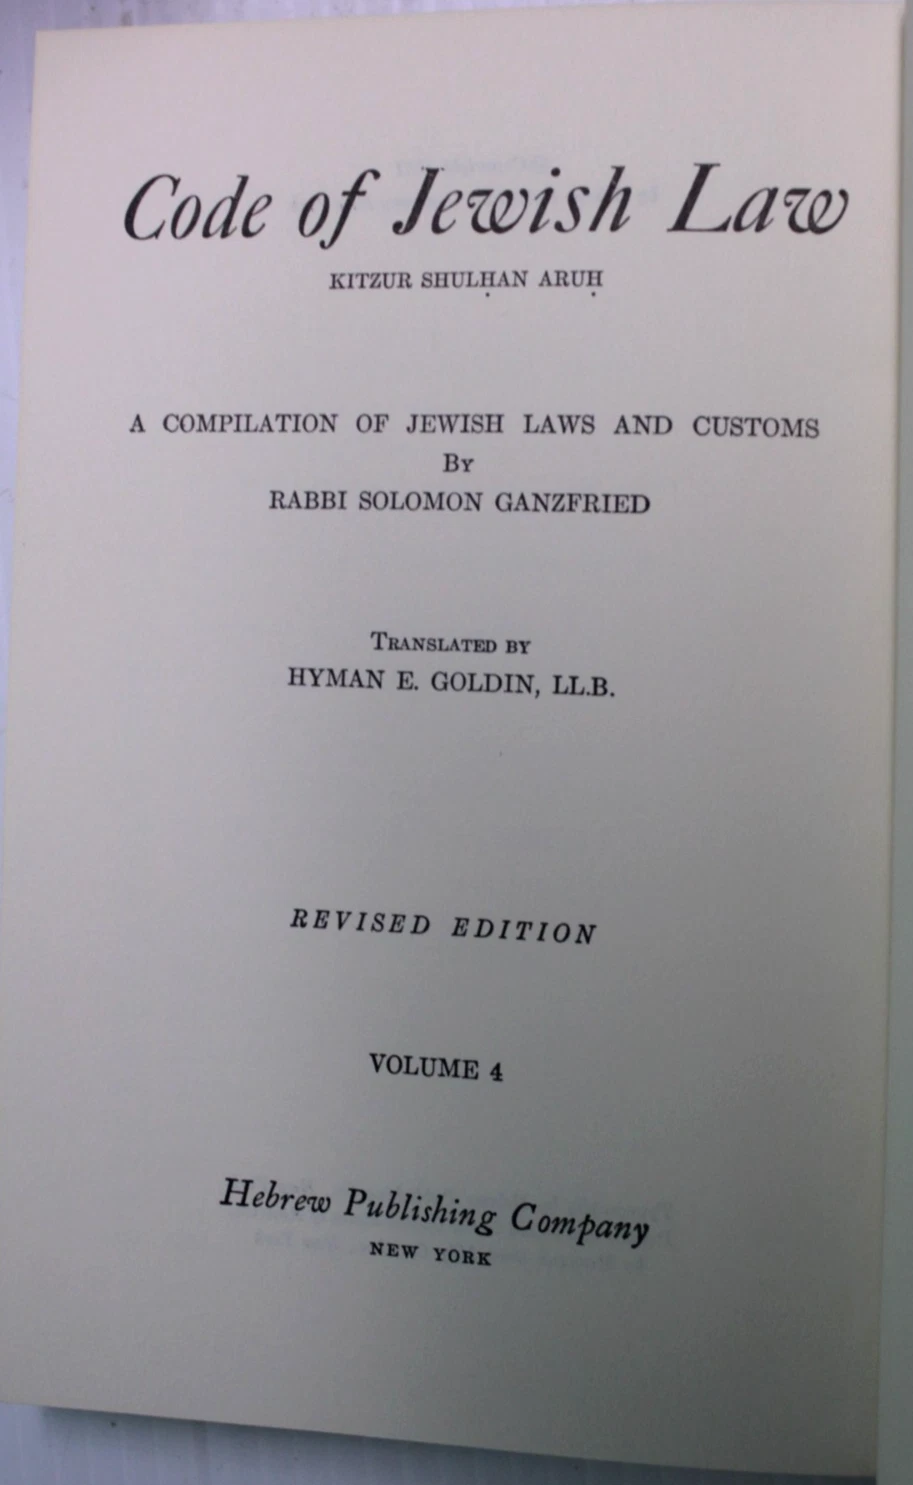 Code of Jewish Law
KITZUR SHULḤAN ARUḤ
A COMPILATION OF JEWISH LAWS AND CUSTOMS
By
RABBI SOLOMON GANZFRIED
TRANSLATED BY
HYMAN E. GOLDIN, LL.B.
REVISED EDITION
VOLUME 4
Hebrew Publishing Company
NEW YORK